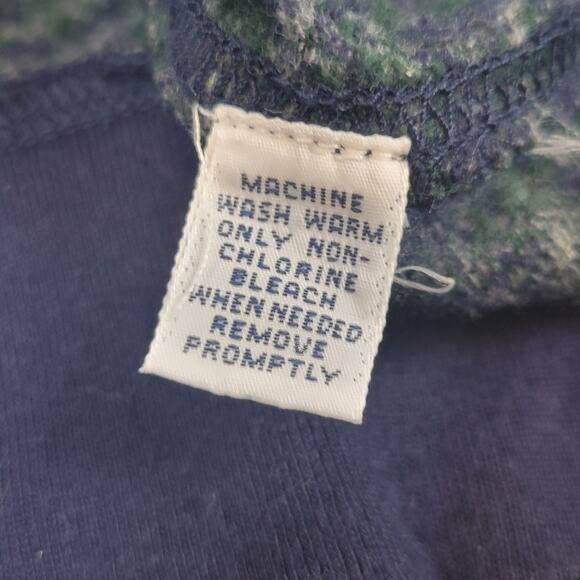 MACHINE
WASH WARM
ONLY NON-
CHLORINE
BLEACH
WHEN NEEDED
REMOVE
PROMPTLY